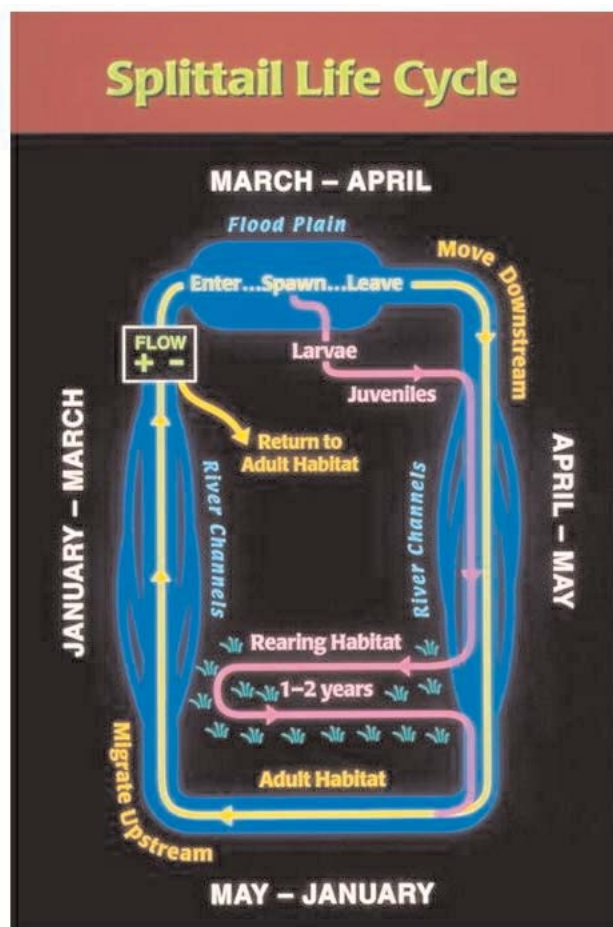 Splittail Life Cycle
MARCH – APRIL
Flood Plain
Move Downstream
Enter...Spawn...Leave
FLOW
+ –
Larvae
Juveniles
Return to
Adult Habitat
River Channels
River Channels
JANUARY – MARCH
APRIL – MAY
Rearing Habitat
1–2 years
Adult Habitat
Migrate Upstream
MAY – JANUARY